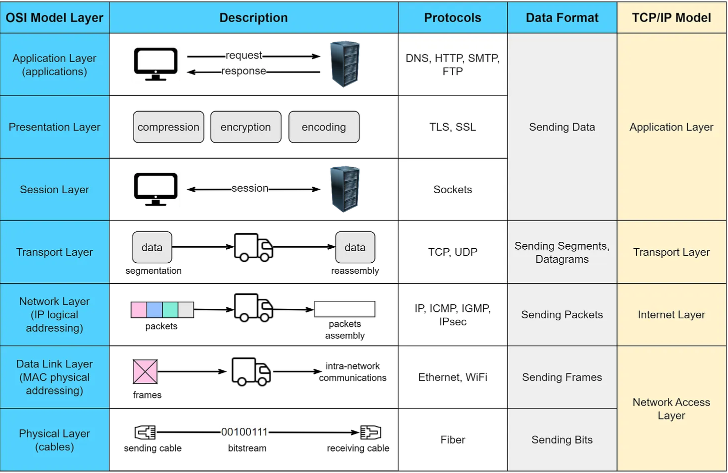 OSI Model Layer
Description
Protocols
Data Format
TCP/IP Model
Application Layer
(applications)
request
response
DNS, HTTP, SMTP,
FTP
Presentation Layer
compression
encryption
encoding
TLS, SSL
Sending Data
Application Layer
Session Layer
session
Sockets
Transport Layer
data
segmentation
data
reassembly
TCP, UDP
Sending Segments,
Datagrams
Transport Layer
Network Layer
(IP logical
addressing)
packets
packets
assembly
IP, ICMP, IGMP,
IPsec
Sending Packets
Internet Layer
Data Link Layer
(MAC physical
addressing)
frames
intra-network
communications
Ethernet, WiFi
Sending Frames
Network Access
Layer
Physical Layer
(cables)
sending cable
00100111
bitstream
receiving cable
Fiber
Sending Bits